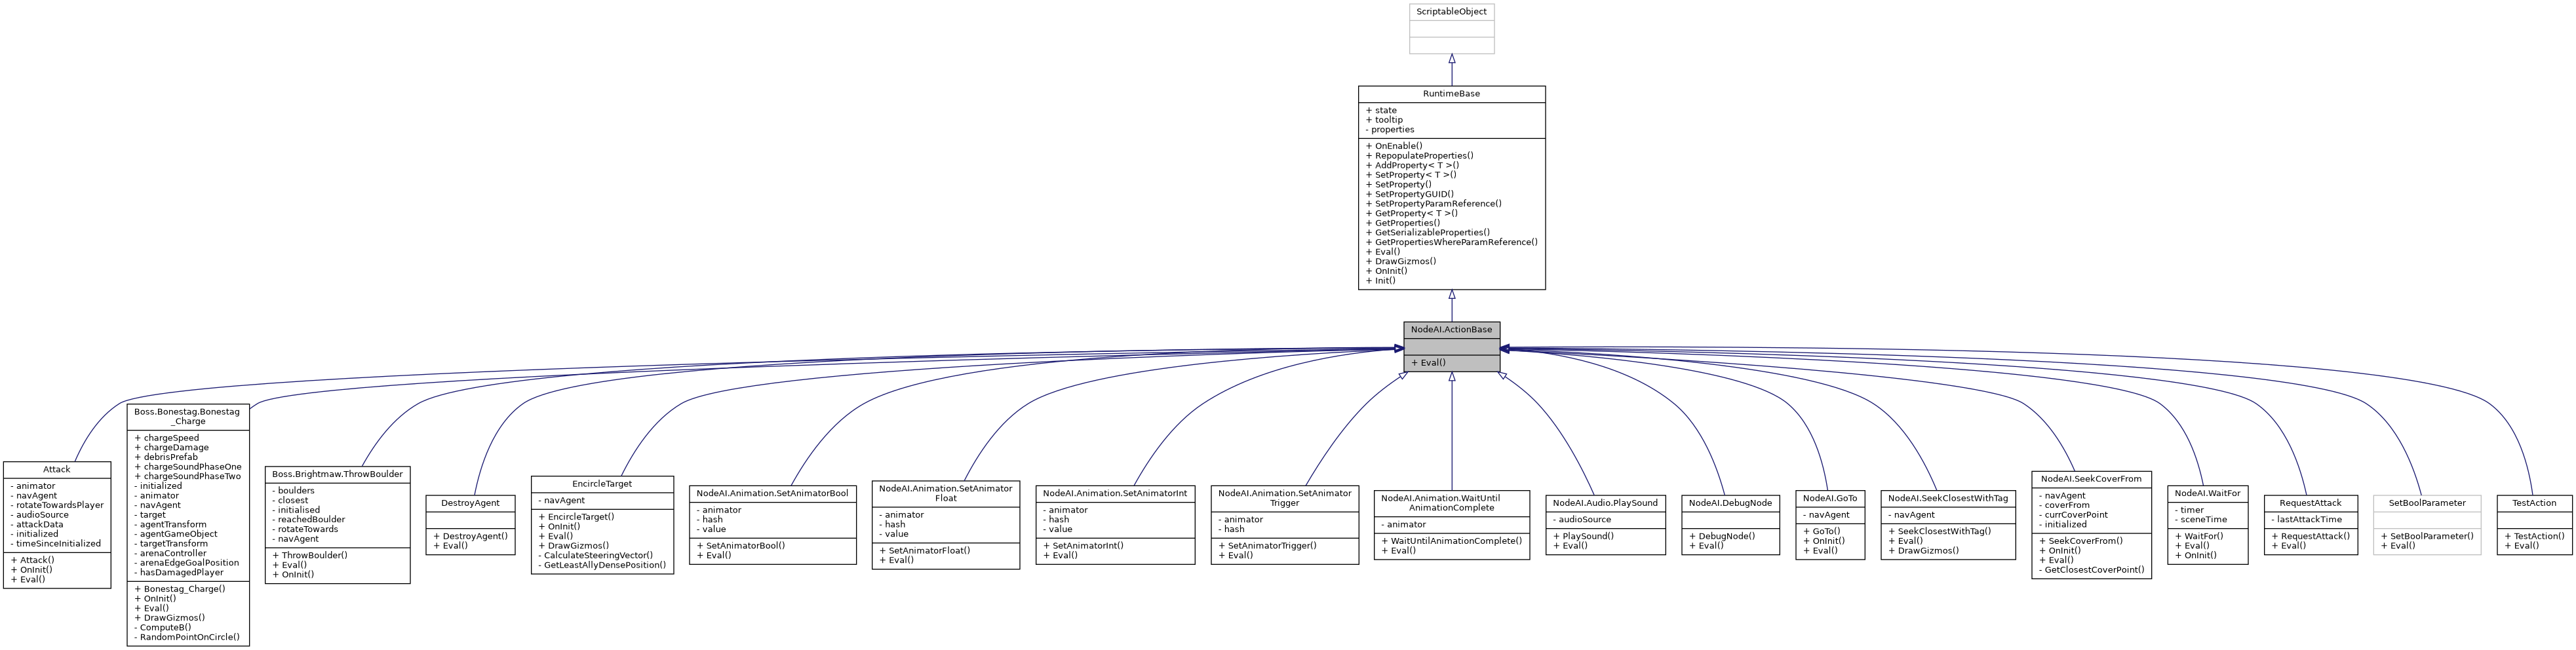 ScriptableObject
RuntimeBase
+ state
+ tooltip
- properties
+ OnEnable()
+ RepopulateProperties()
+ AddProperty< T >()
+ SetProperty< T >()
+ SetProperty()
+ SetPropertyGUID()
+ SetPropertyParamReference()
+ GetProperty< T >()
+ GetProperties()
+ GetSerializableProperties()
+ GetPropertiesWhereParamReference()
+ Eval()
+ DrawGizmos()
+ OnInit()
+ Init()
NodeAI.ActionBase
+ Eval()
Attack
- animator
- navAgent
- rotateTowardsPlayer
- audioSource
- attackData
- initialized
- timeSinceInitialized
+ Attack()
+ OnInit()
+ Eval()
Boss.Bonestag.Bonestag
_Charge
+ chargeSpeed
+ chargeDamage
+ debrisPrefab
+ chargeSoundPhaseOne
+ chargeSoundPhaseTwo
- initialized
- animator
- navAgent
- target
- agentTransform
- agentGameObject
- targetTransform
- arenaController
- arenaEdgeGoalPosition
- hasDamagedPlayer
+ Bonestag_Charge()
+ OnInit()
+ Eval()
+ DrawGizmos()
- ComputeB()
- RandomPointOnCircle()
Boss.Brightmaw.ThrowBoulder
- boulders
- closest
- initialised
- reachedBoulder
- rotateTowards
- navAgent
+ ThrowBoulder()
+ Eval()
+ OnInit()
DestroyAgent
+ DestroyAgent()
+ Eval()
EncircleTarget
- navAgent
+ EncircleTarget()
+ OnInit()
+ Eval()
+ DrawGizmos()
- CalculateSteeringVector()
- GetLeastAllyDensePosition()
NodeAI.Animation.SetAnimatorBool
- animator
- hash
- value
+ SetAnimatorBool()
+ Eval()
NodeAI.Animation.SetAnimator
Float
- animator
- hash
- value
+ SetAnimatorFloat()
+ Eval()
NodeAI.Animation.SetAnimatorInt
- animator
- hash
- value
+ SetAnimatorInt()
+ Eval()
NodeAI.Animation.SetAnimator
Trigger
- animator
- hash
+ SetAnimatorTrigger()
+ Eval()
NodeAI.Animation.WaitUntil
AnimationComplete
- animator
+ WaitUntilAnimationComplete()
+ Eval()
NodeAI.Audio.PlaySound
- audioSource
+ PlaySound()
+ Eval()
NodeAI.DebugNode
+ DebugNode()
+ Eval()
NodeAI.GoTo
- navAgent
+ GoTo()
+ OnInit()
+ Eval()
NodeAI.SeekClosestWithTag
- navAgent
+ SeekClosestWithTag()
+ Eval()
+ DrawGizmos()
NodeAI.SeekCoverFrom
- navAgent
- coverFrom
- currCoverPoint
- initialized
+ SeekCoverFrom()
+ OnInit()
+ Eval()
- GetClosestCoverPoint()
NodeAI.WaitFor
- timer
- sceneTime
+ WaitFor()
+ Eval()
+ OnInit()
RequestAttack
- lastAttackTime
+ RequestAttack()
+ Eval()
SetBoolParameter
+ SetBoolParameter()
+ Eval()
TestAction
+ TestAction()
+ Eval()